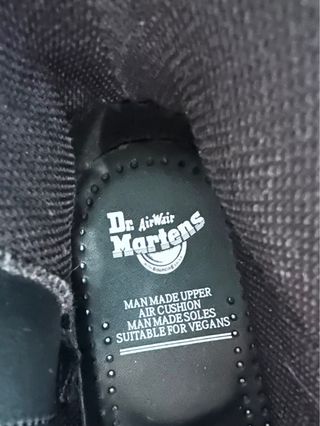 Dr. AirWair
Martens
MAN MADE UPPER
AIR CUSHION
MAN MADE SOLES
SUITABLE FOR VEGANS